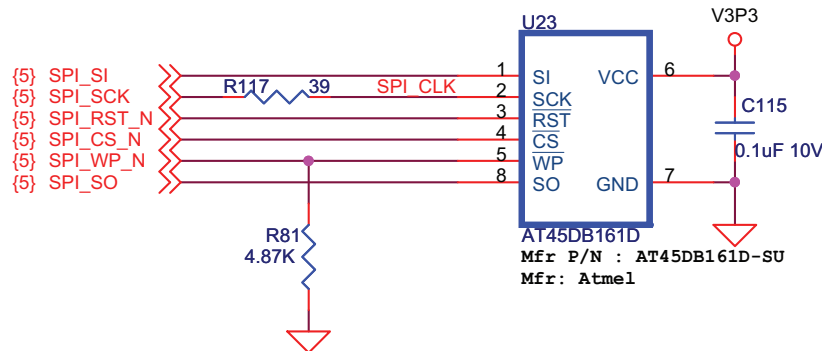 U23
V3P3
{5} SPI_SI 1 SI VCC 6
{5} SPI_SCK R117 39 SPI_CLK 2 SCK
{5} SPI_RST_N 3 RST
{5} SPI_CS_N 4 CS
{5} SPI_WP_N 5 WP
{5} SPI_SO 8 SO GND 7
C115
0.1uF 10V
R81
4.87K
AT45DB161D
Mfr P/N : AT45DB161D-SU
Mfr: Atmel